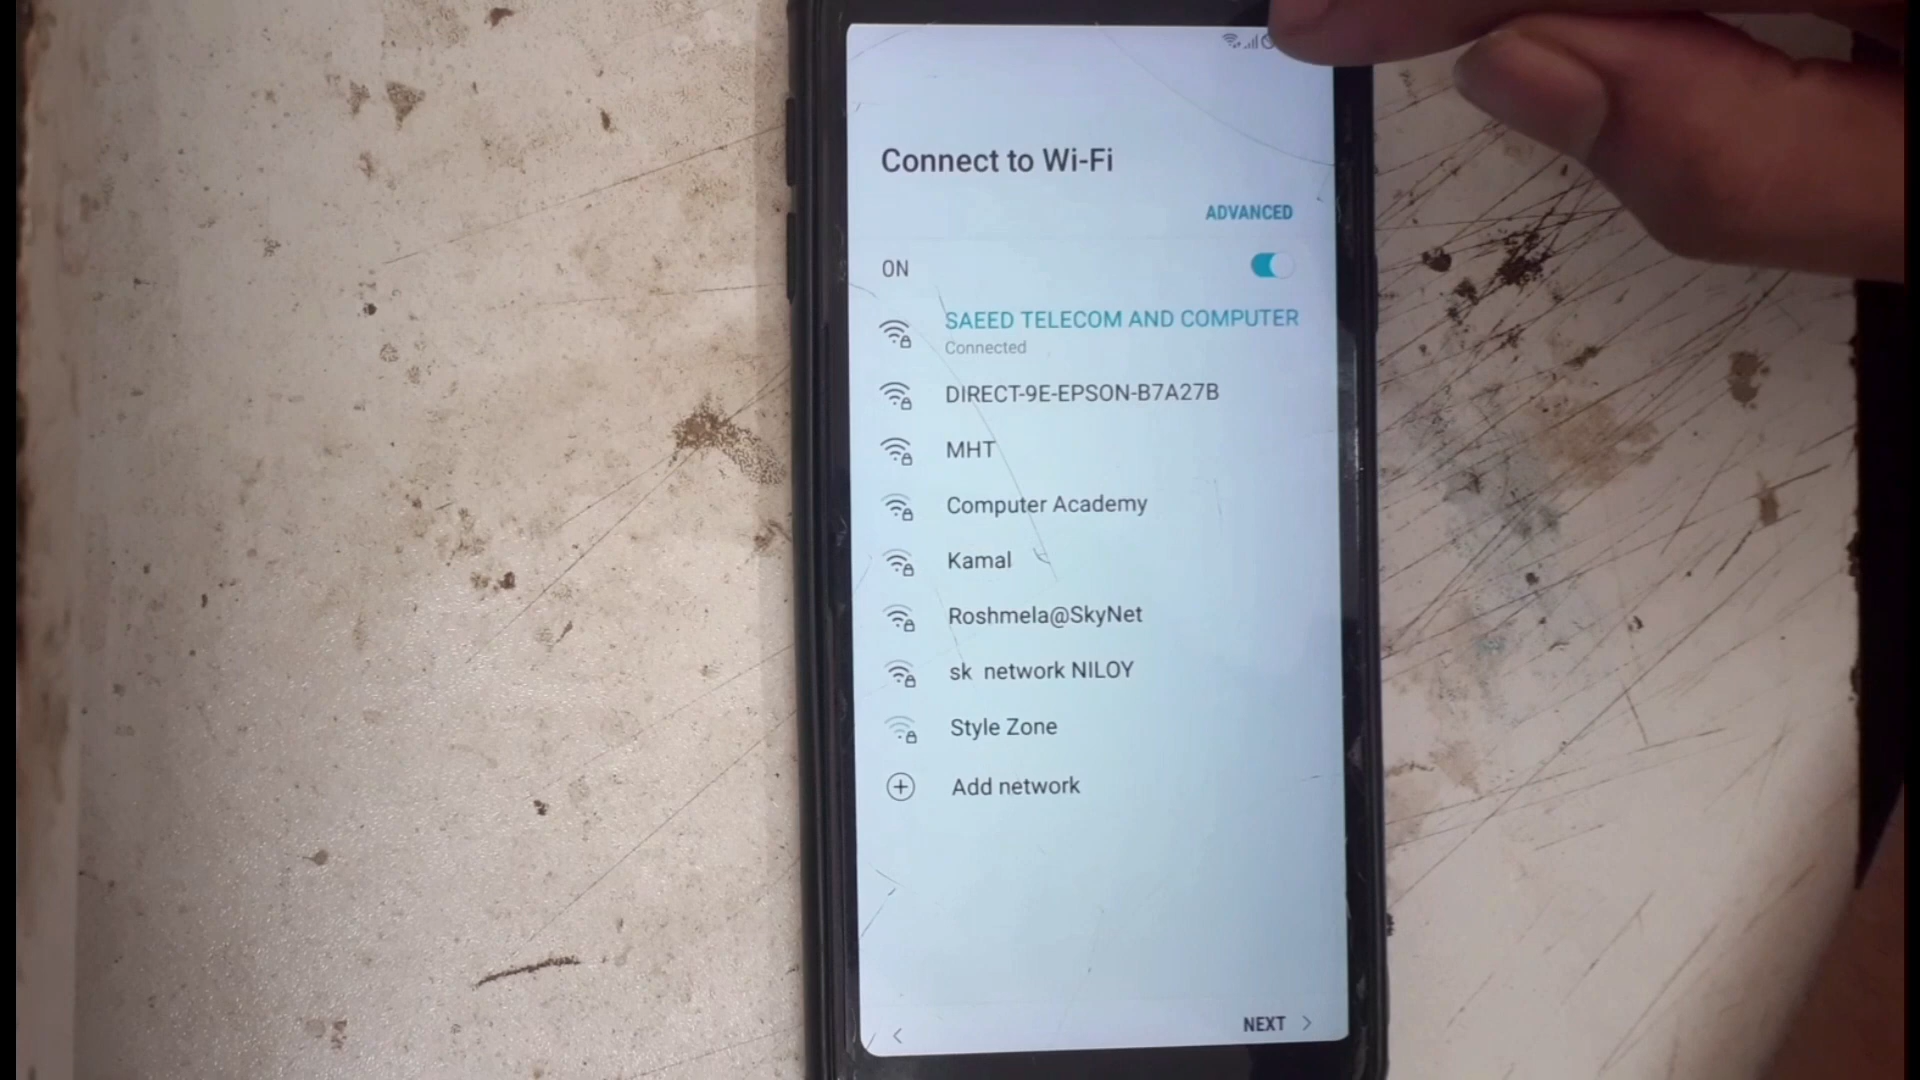 Connect to Wi-Fi
ADVANCED
ON
SAEED TELECOM AND COMPUTER
Connected
DIRECT-9E-EPSON-B7A27B
MHT
Computer Academy
Kamal
Roshmela@SkyNet
sk  network NILOY
Style Zone
Add network
NEXT